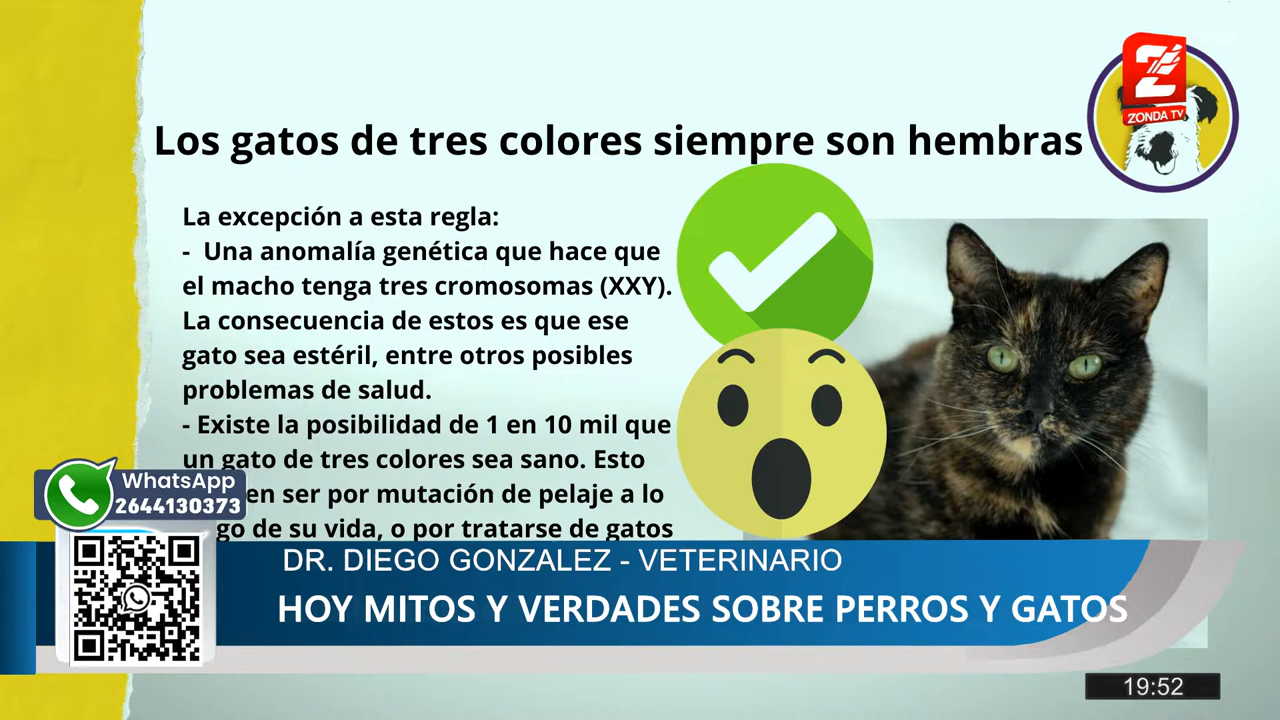 Los gatos de tres colores siempre son hembras
Z
ZONDA TV
La excepción a esta regla:
- Una anomalía genética que hace que
el macho tenga tres cromosomas (XXY).
La consecuencia de estos es que ese
gato sea estéril, entre otros posibles
problemas de salud.
- Existe la posibilidad de 1 en 10 mil que
un gato de tres colores sea sano. Esto
en ser por mutación de pelaje a lo
go de su vida, o por tratarse de gatos
WhatsApp
2644130373
DR. DIEGO GONZALEZ - VETERINARIO
HOY MITOS Y VERDADES SOBRE PERROS Y GATOS
19:52